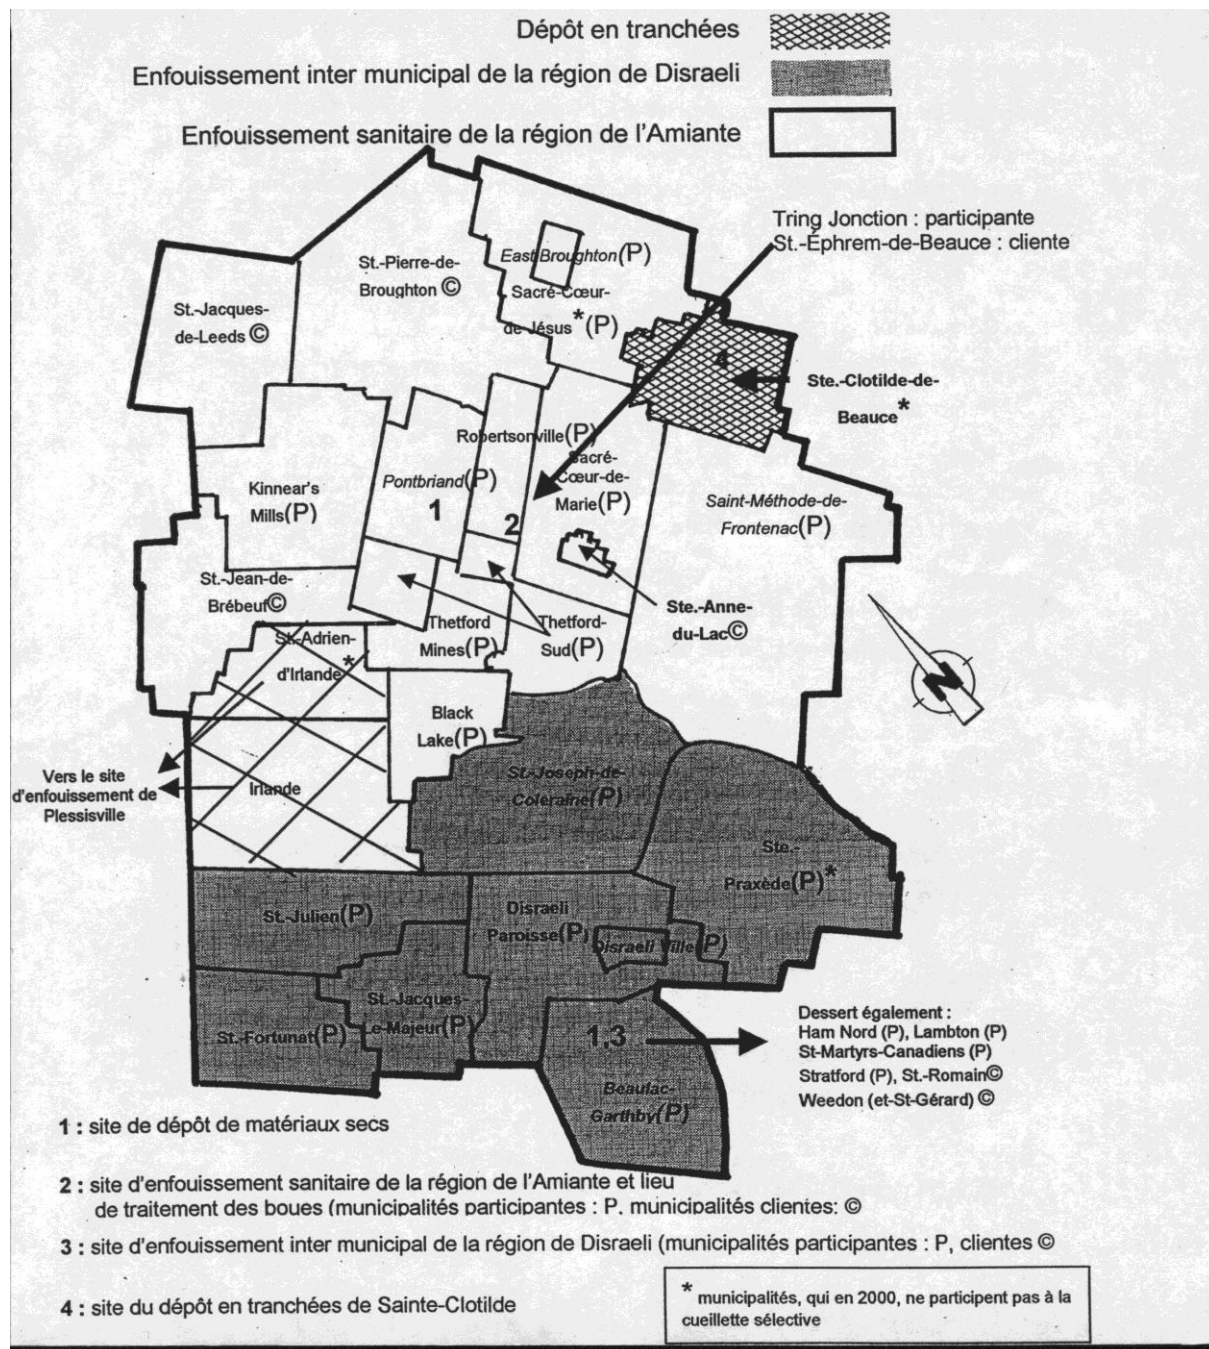 Dépôt en tranchées
Enfouissement inter municipal de la région de Disraeli
Enfouissement sanitaire de la région de l'Amiante
Tring Jonction : participante
St.-Éphrem-de-Beauce : cliente
St.-Pierre-de-
Broughton ©
East Broughton(P)
Sacré-Cœur-
de Jésus*(P)
St.-Jacques-
de-Leeds ©
4
Ste.-Clotilde-de-
Beauce*
Robertsonville(P)
Sacré-
Cœur-de-
Marie(P)
Pontbriand(P)
1
2
Kinnear's
Mills(P)
Saint-Méthode-de-
Frontenac(P)
St.-Jean-de-
Brébeuf©
Ste.-Anne-
du-Lac©
Thetford
Mines(P)
Thetford-
Sud(P)
St.-Adrien-
d'Irlande*
N
Black
Lake(P)
Vers le site
d'enfouissement de
Plessisville
Irlande
St.-Joseph-de-
Coleraine(P)
Ste.-
Praxède(P)*
St.-Julien(P)
Disraeli
Paroisse(P)
Disraeli Ville(P)
St.-Jacques-
Le-Majeur(P)
St.-Fortunat(P)
1,3
Beaulac-
Garthby(P)
Dessert également :
Ham Nord (P), Lambton (P)
St-Martyrs-Canadiens (P)
Stratford (P), St.-Romain©
Weedon (et-St-Gérard) ©
1 : site de dépôt de matériaux secs
2 : site d'enfouissement sanitaire de la région de l'Amiante et lieu
de traitement des boues (municipalités participantes : P, municipalités clientes: ©
3 : site d'enfouissement inter municipal de la région de Disraeli (municipalités participantes : P, clientes ©
4 : site du dépôt en tranchées de Sainte-Clotilde
* municipalités, qui en 2000, ne participent pas à la
cueillette sélective